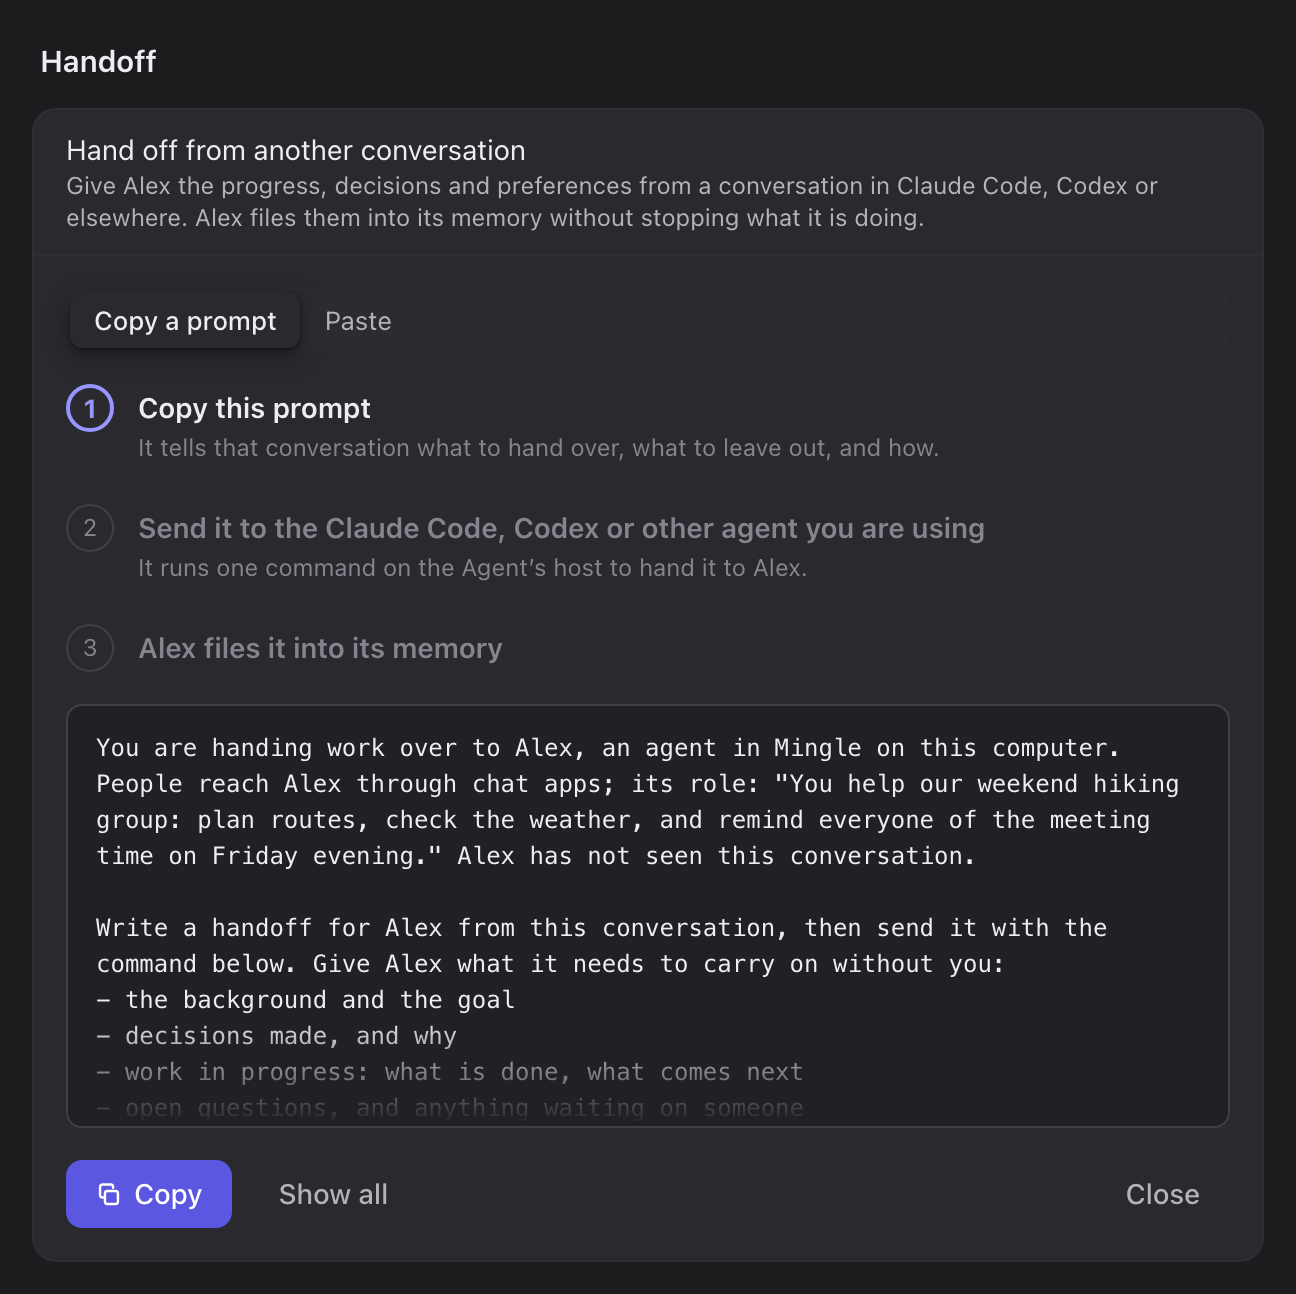 Handoff
Hand off from another conversation
Give Alex the progress, decisions and preferences from a conversation in Claude Code, Codex or
elsewhere. Alex files them into its memory without stopping what it is doing.
Copy a prompt
Paste
1
Copy this prompt
It tells that conversation what to hand over, what to leave out, and how.
2
Send it to the Claude Code, Codex or other agent you are using
It runs one command on the Agent’s host to hand it to Alex.
3
Alex files it into its memory
You are handing work over to Alex, an agent in Mingle on this computer.
People reach Alex through chat apps; its role: "You help our weekend hiking
group: plan routes, check the weather, and remind everyone of the meeting
time on Friday evening." Alex has not seen this conversation.
Write a handoff for Alex from this conversation, then send it with the
command below. Give Alex what it needs to carry on without you:
– the background and the goal
– decisions made, and why
– work in progress: what is done, what comes next
– open questions, and anything waiting on someone
Copy
Show all
Close